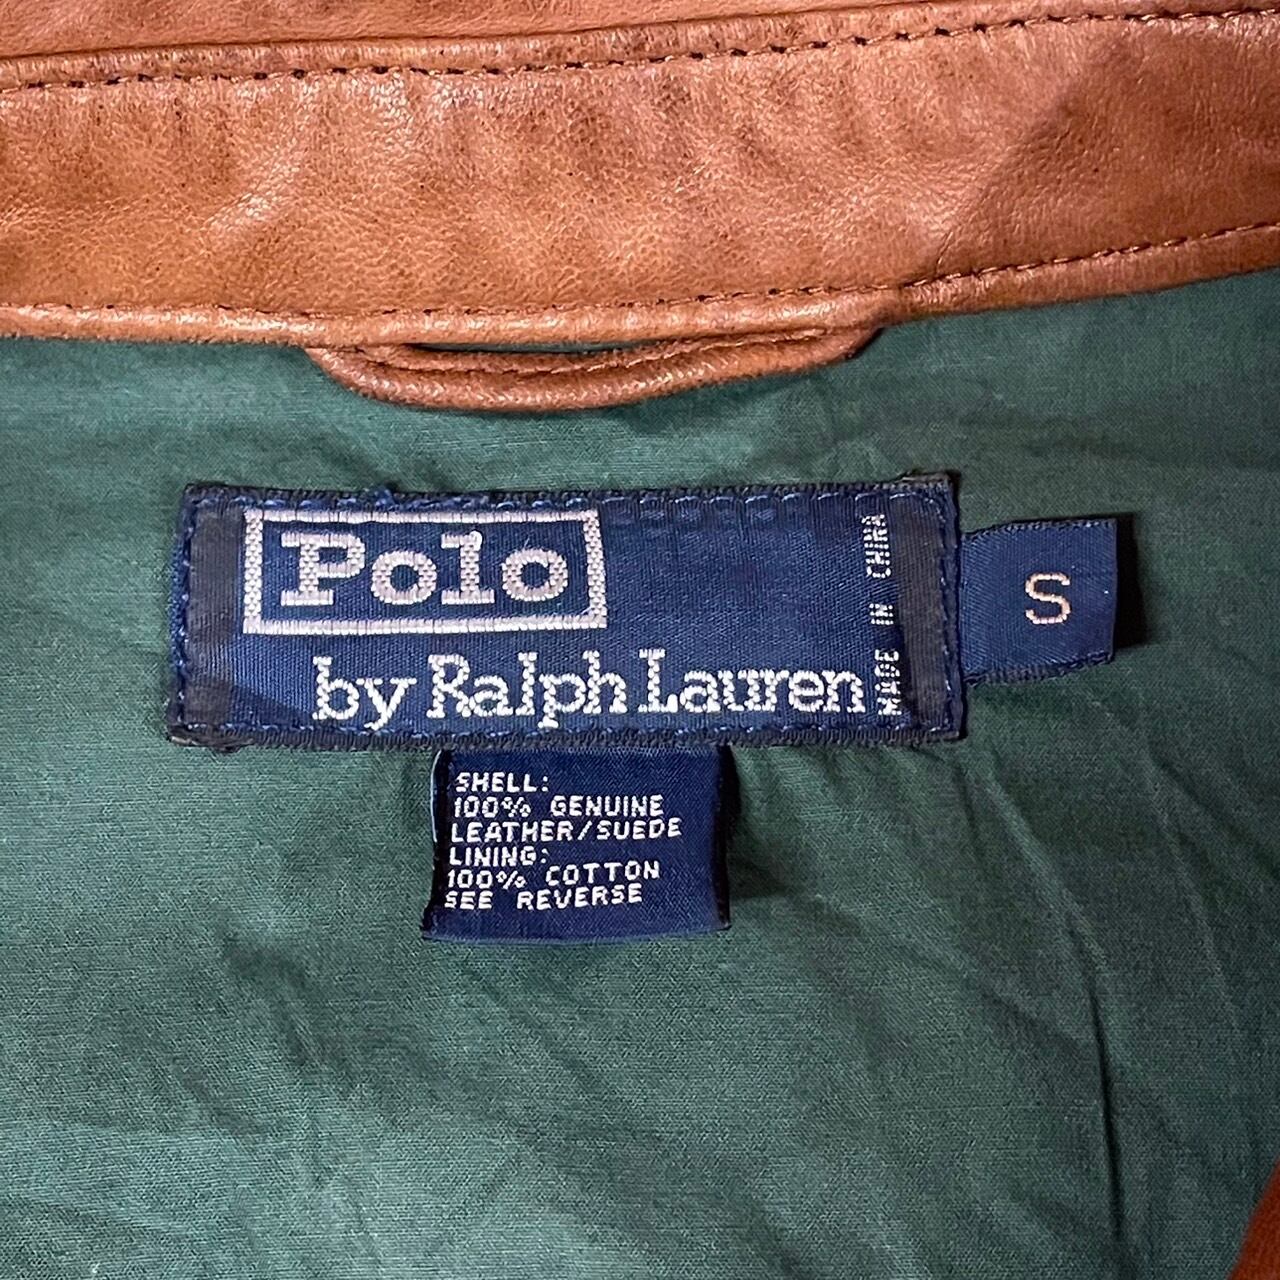 Polo
by Ralph Lauren
MADE IN CHINA
S
SHELL:
100% GENUINE
LEATHER/SUEDE
LINING:
100% COTTON
SEE REVERSE